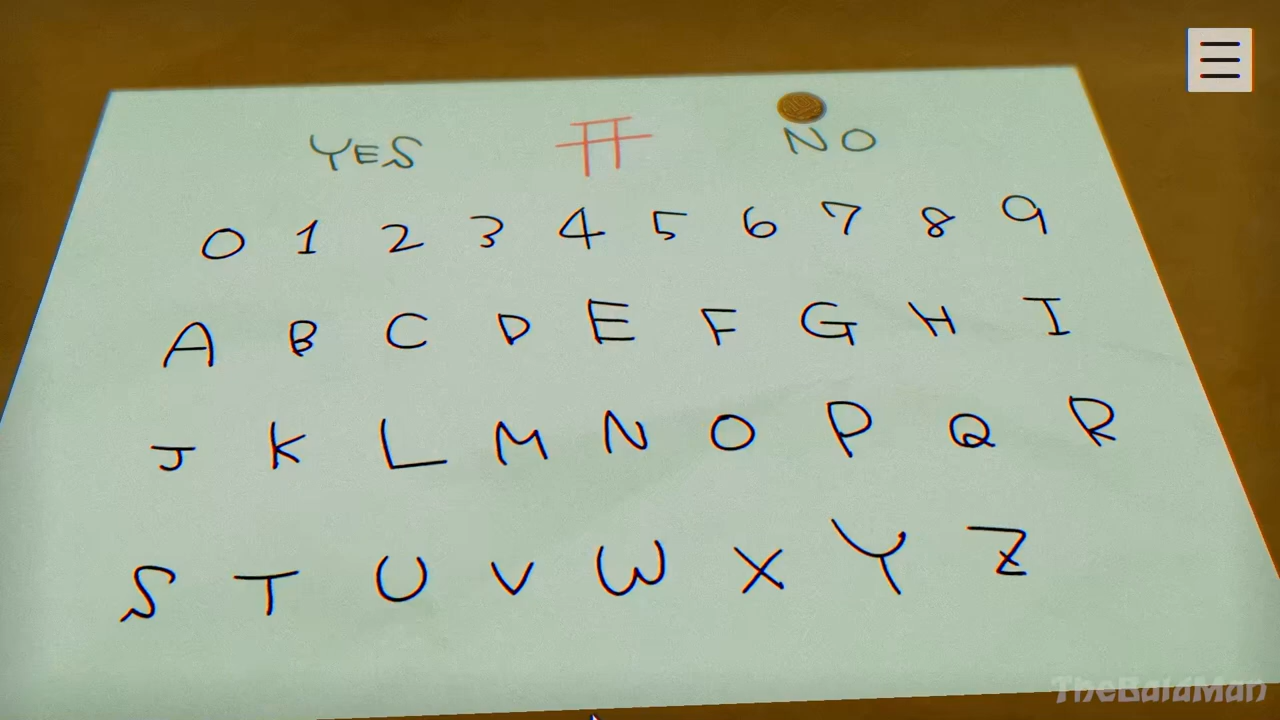 YES NO
0 1 2 3 4 5 6 7 8 9
A B C D E F G H I
J K L M N O P Q R
S T U V W X Y Z
TheBaldMan